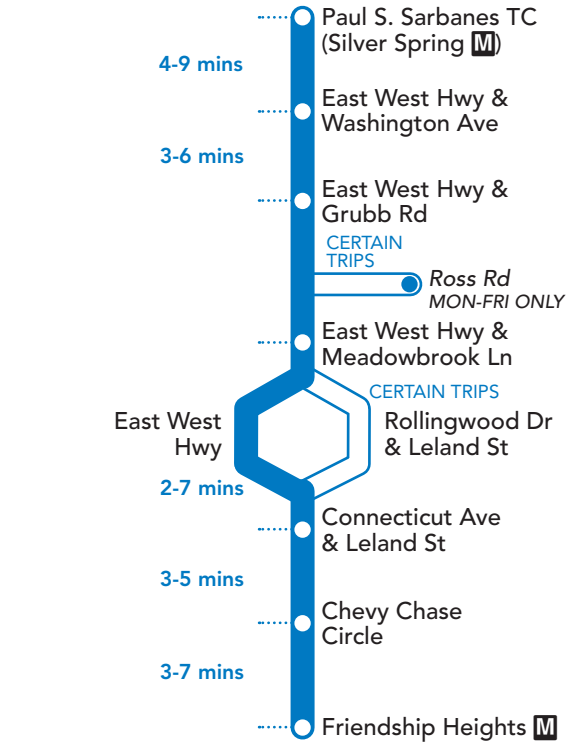 Paul S. Sarbanes TC
(Silver Spring M)
4-9 mins
East West Hwy &
Washington Ave
3-6 mins
East West Hwy &
Grubb Rd
CERTAIN
TRIPS
Ross Rd
MON-FRI ONLY
East West Hwy &
Meadowbrook Ln
CERTAIN TRIPS
East West
Hwy
Rollingwood Dr
& Leland St
2-7 mins
Connecticut Ave
& Leland St
3-5 mins
Chevy Chase
Circle
3-7 mins
Friendship Heights M